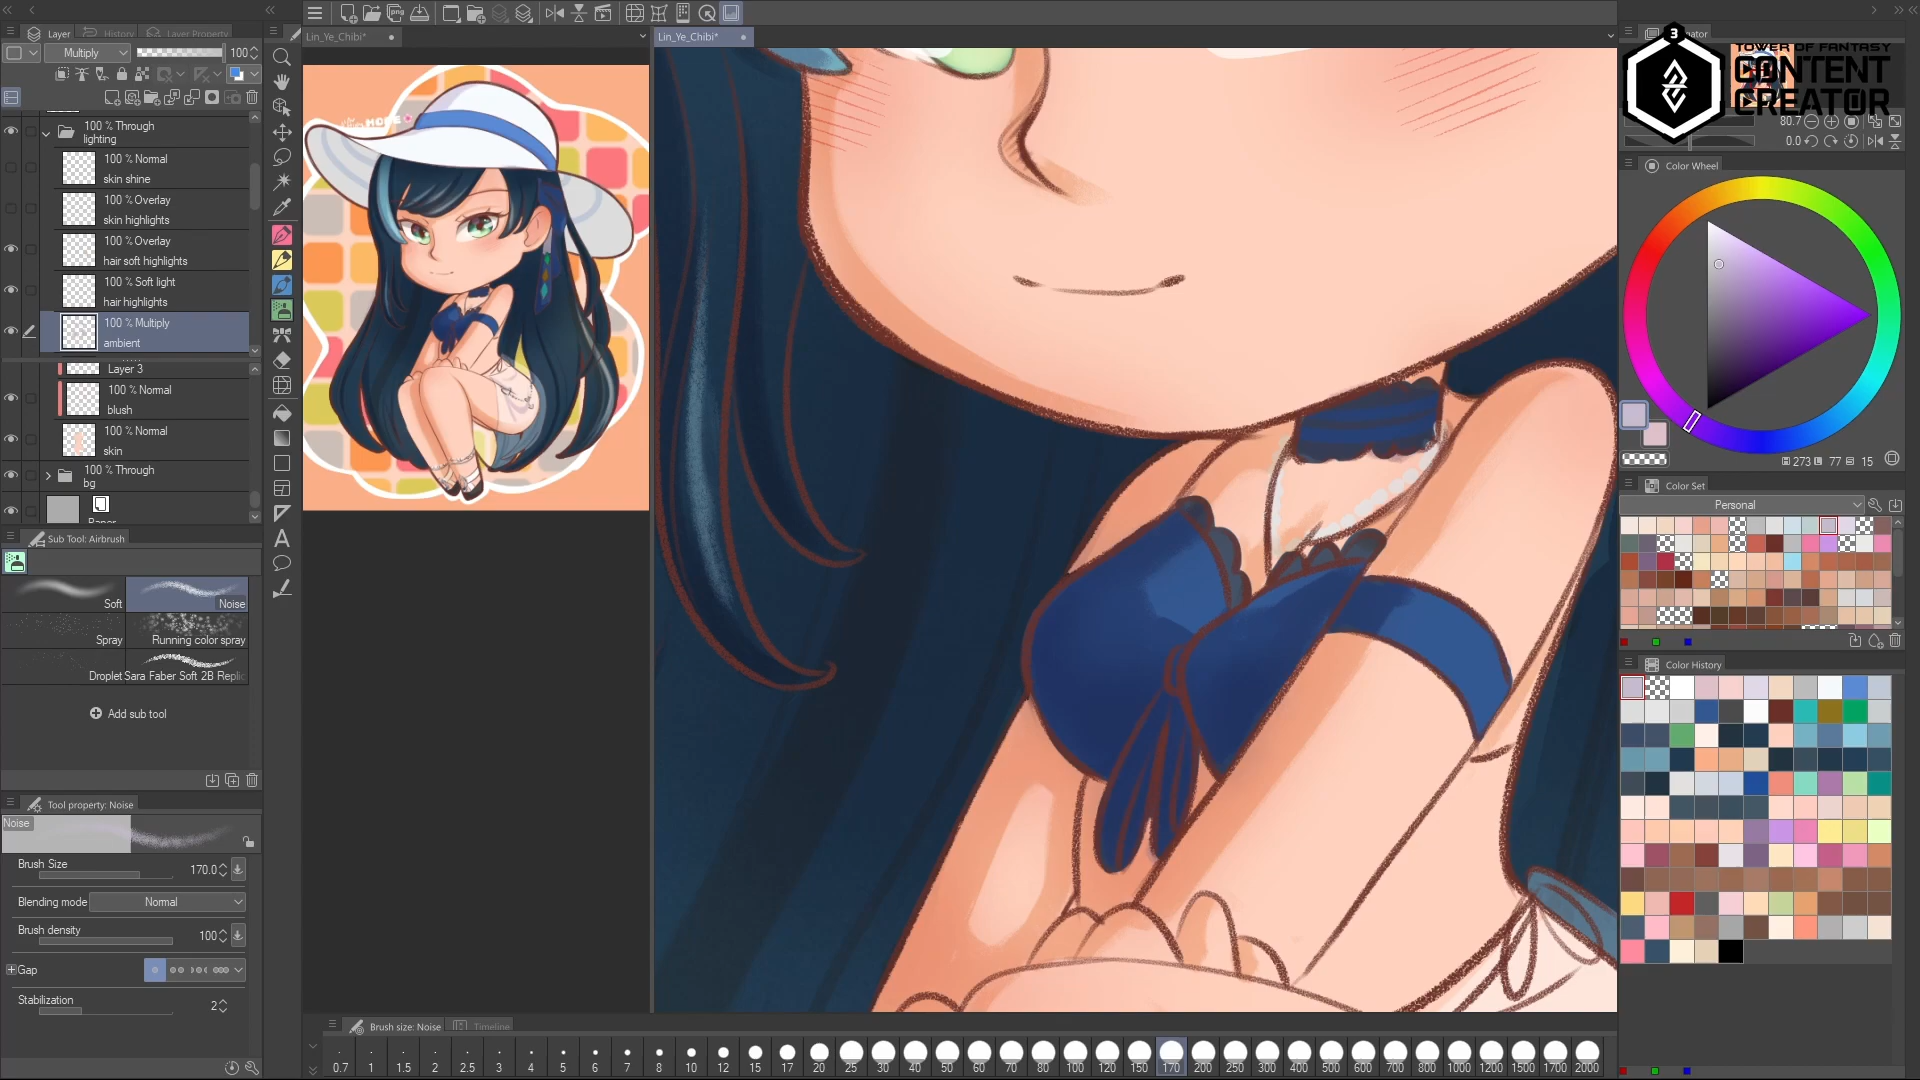 Layer
History
Layer Property
Multiply
100
100 % Through
lighting
100 % Normal
skin shine
100 % Overlay
skin highlights
100 % Overlay
hair soft highlights
100 % Soft light
hair highlights
100 % Multiply
ambient
Layer 3
100 % Normal
blush
100 % Normal
skin
100 % Through
bg
Paper
Sub Tool: Airbrush
Soft
Noise
Spray
Running color spray
Droplet
Sara Faber Soft 2B Replic
Add sub tool
Tool property: Noise
Noise
Brush Size
170.0
Blending mode
Normal
Brush density
100
Gap
Stabilization
2
Lin_Ye_Chibi*
Lin_Ye_Chibi*
HOPE
Brush size: Noise
Timeline
0.7 1 1.5 2 2.5 3 4 5 6 7 8 10 12 15 17 20 25 30 40 50 60 70 80 100 120 150 170 200 250 300 400 500 600 700 800 1000 1200 1500 1700 2000
3
TOWER OF FANTASY
CONTENT
CREATOR
80.7
0.0
Color Wheel
273 77 15
Color Set
Personal
Color History